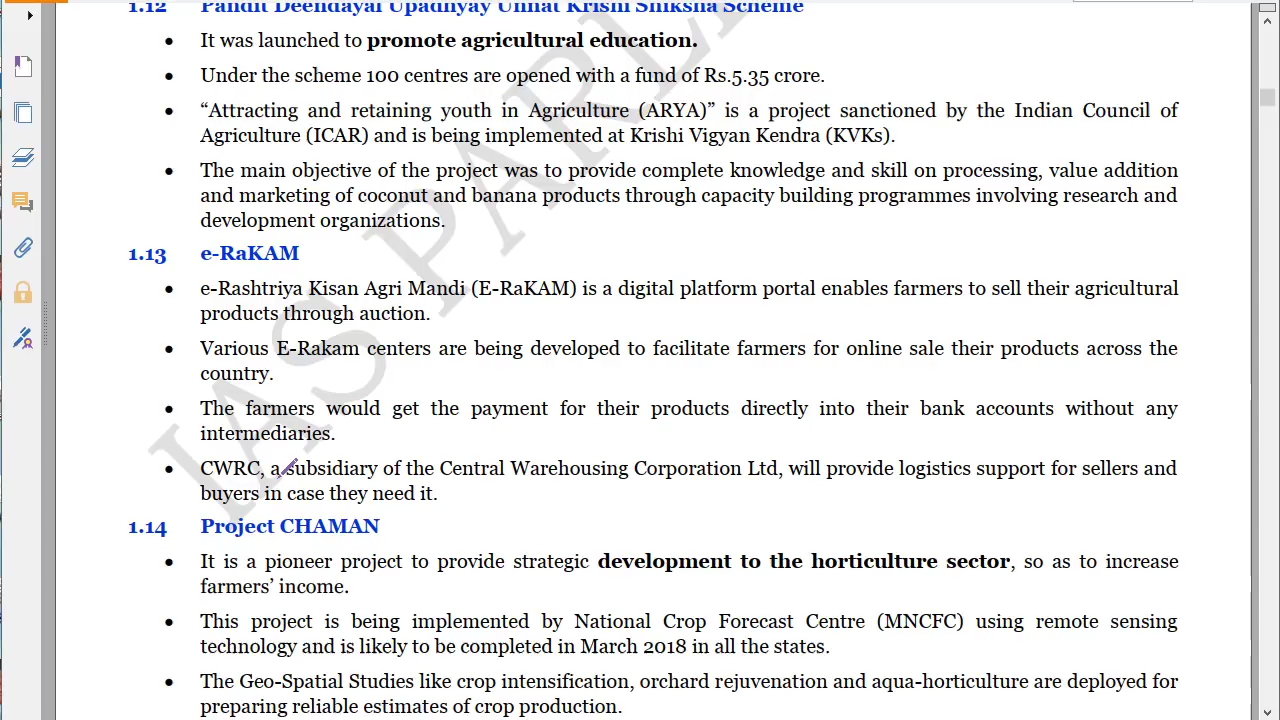 1.12 Pandit Deendayal Upadhyay Unnat Krishi Shiksha Scheme
• It was launched to promote agricultural education.
• Under the scheme 100 centres are opened with a fund of Rs.5.35 crore.
• “Attracting and retaining youth in Agriculture (ARYA)” is a project sanctioned by the Indian Council of
Agriculture (ICAR) and is being implemented at Krishi Vigyan Kendra (KVKs).
• The main objective of the project was to provide complete knowledge and skill on processing, value addition
and marketing of coconut and banana products through capacity building programmes involving research and
development organizations.
1.13 e-RaKAM
• e-Rashtriya Kisan Agri Mandi (E-RaKAM) is a digital platform portal enables farmers to sell their agricultural
products through auction.
• Various E-Rakam centers are being developed to facilitate farmers for online sale their products across the
country.
• The farmers would get the payment for their products directly into their bank accounts without any
intermediaries.
• CWRC, a subsidiary of the Central Warehousing Corporation Ltd, will provide logistics support for sellers and
buyers in case they need it.
1.14 Project CHAMAN
• It is a pioneer project to provide strategic development to the horticulture sector, so as to increase
farmers’ income.
• This project is being implemented by National Crop Forecast Centre (MNCFC) using remote sensing
technology and is likely to be completed in March 2018 in all the states.
• The Geo-Spatial Studies like crop intensification, orchard rejuvenation and aqua-horticulture are deployed for
preparing reliable estimates of crop production.
IAS PARL